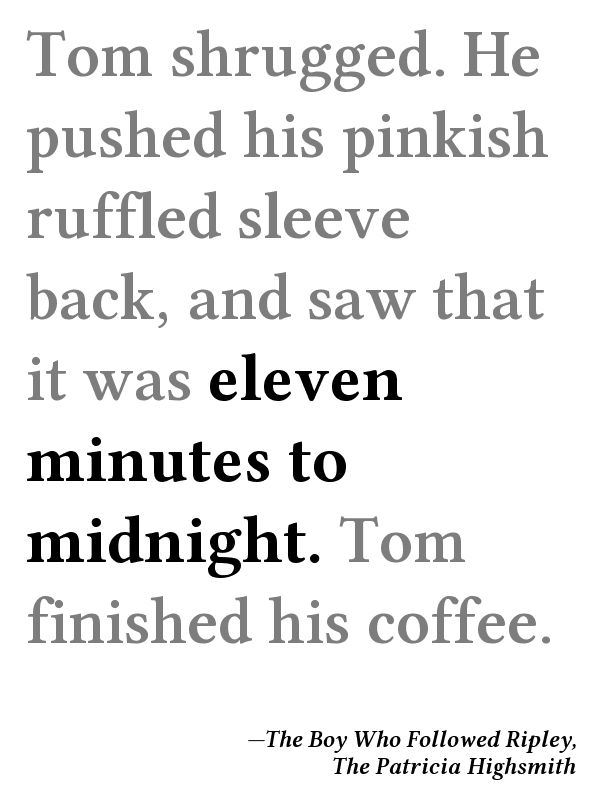 Tom shrugged. He
pushed his pinkish
ruffled sleeve
back, and saw that
it was eleven
minutes to
midnight. Tom
finished his coffee.
—The Boy Who Followed Ripley,
The Patricia Highsmith